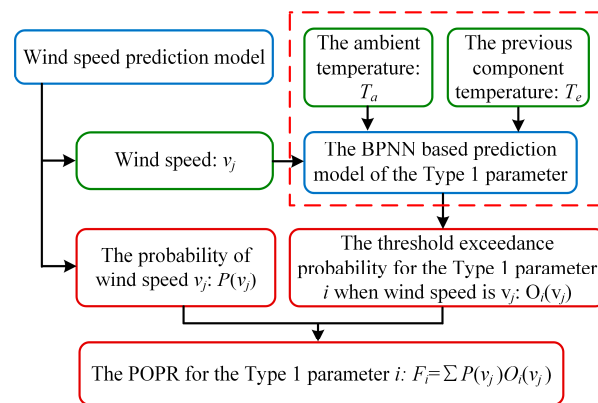 Wind speed prediction model
The ambient
temperature:
Tₐ
The previous
component
temperature: Tₑ
Wind speed: vⱼ
The BPNN based prediction
model of the Type 1 parameter
The probability of
wind speed vⱼ: P(vⱼ)
The threshold exceedance
probability for the Type 1 parameter
i when wind speed is vⱼ: Oᵢ(vⱼ)
The POPR for the Type 1 parameter i: Fᵢ=∑P(vⱼ)Oᵢ(vⱼ)